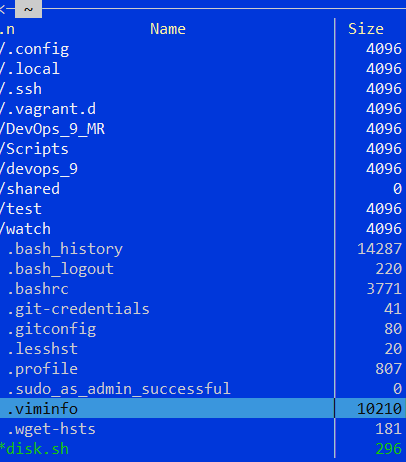 <─ ~
.n Name Size
/.config 4096
/.local 4096
/.ssh 4096
/.vagrant.d 4096
/DevOps_9_MR 4096
/Scripts 4096
/devops_9 4096
/shared 0
/test 4096
/watch 4096
.bash_history 14287
.bash_logout 220
.bashrc 3771
.git-credentials 41
.gitconfig 80
.lesshst 20
.profile 807
.sudo_as_admin_successful 0
.viminfo 10210
.wget-hsts 181
*disk.sh 296